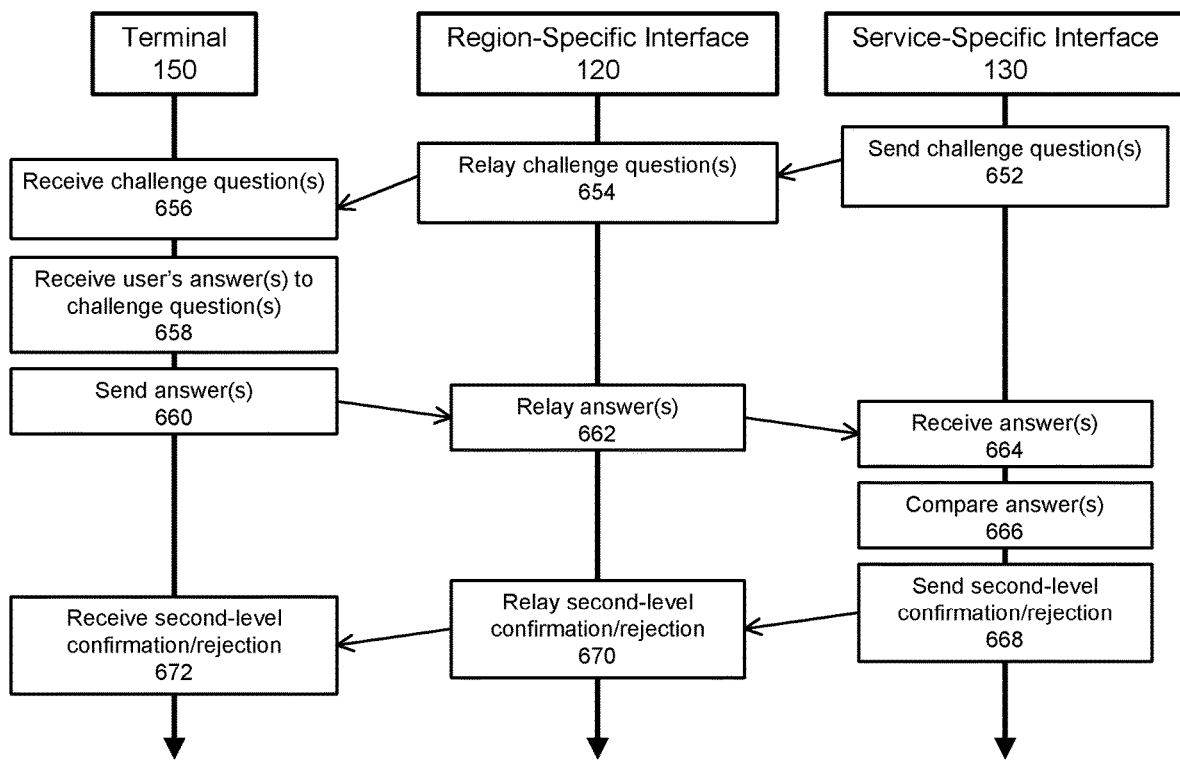 Terminal
150
Region-Specific Interface
120
Service-Specific Interface
130
Send challenge question(s)
652
Relay challenge question(s)
654
Receive challenge question(s)
656
Receive user's answer(s) to
challenge question(s)
658
Send answer(s)
660
Relay answer(s)
662
Receive answer(s)
664
Compare answer(s)
666
Send second-level
confirmation/rejection
668
Relay second-level
confirmation/rejection
670
Receive second-level
confirmation/rejection
672